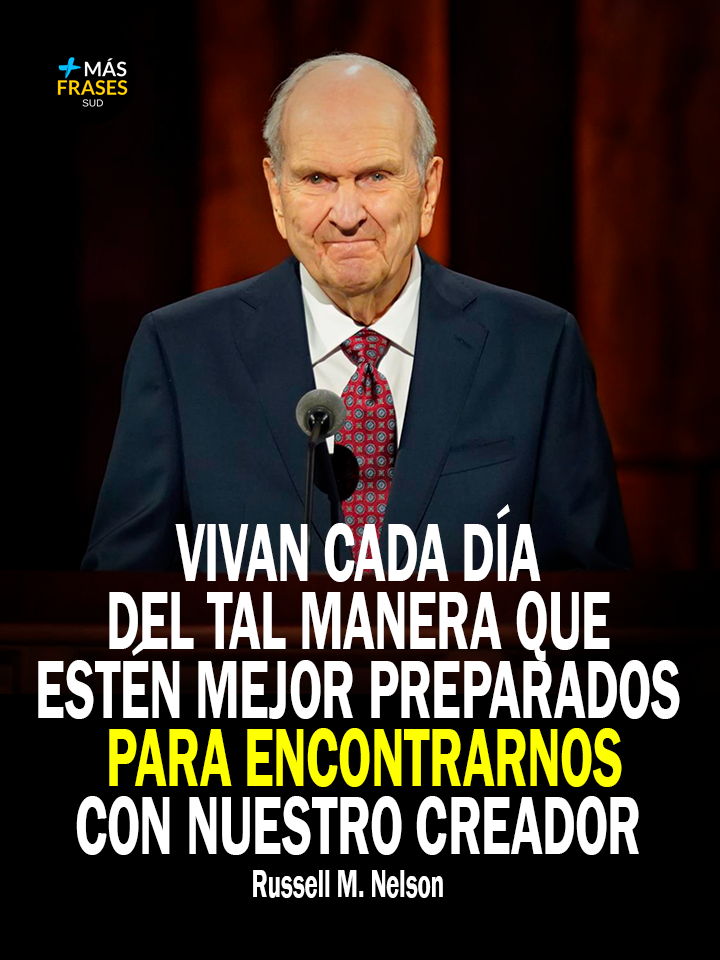 + MÁS
FRASES
SUD
VIVAN CADA DÍA
DEL TAL MANERA QUE
ESTÉN MEJOR PREPARADOS
PARA ENCONTRARNOS
CON NUESTRO CREADOR
Russell M. Nelson